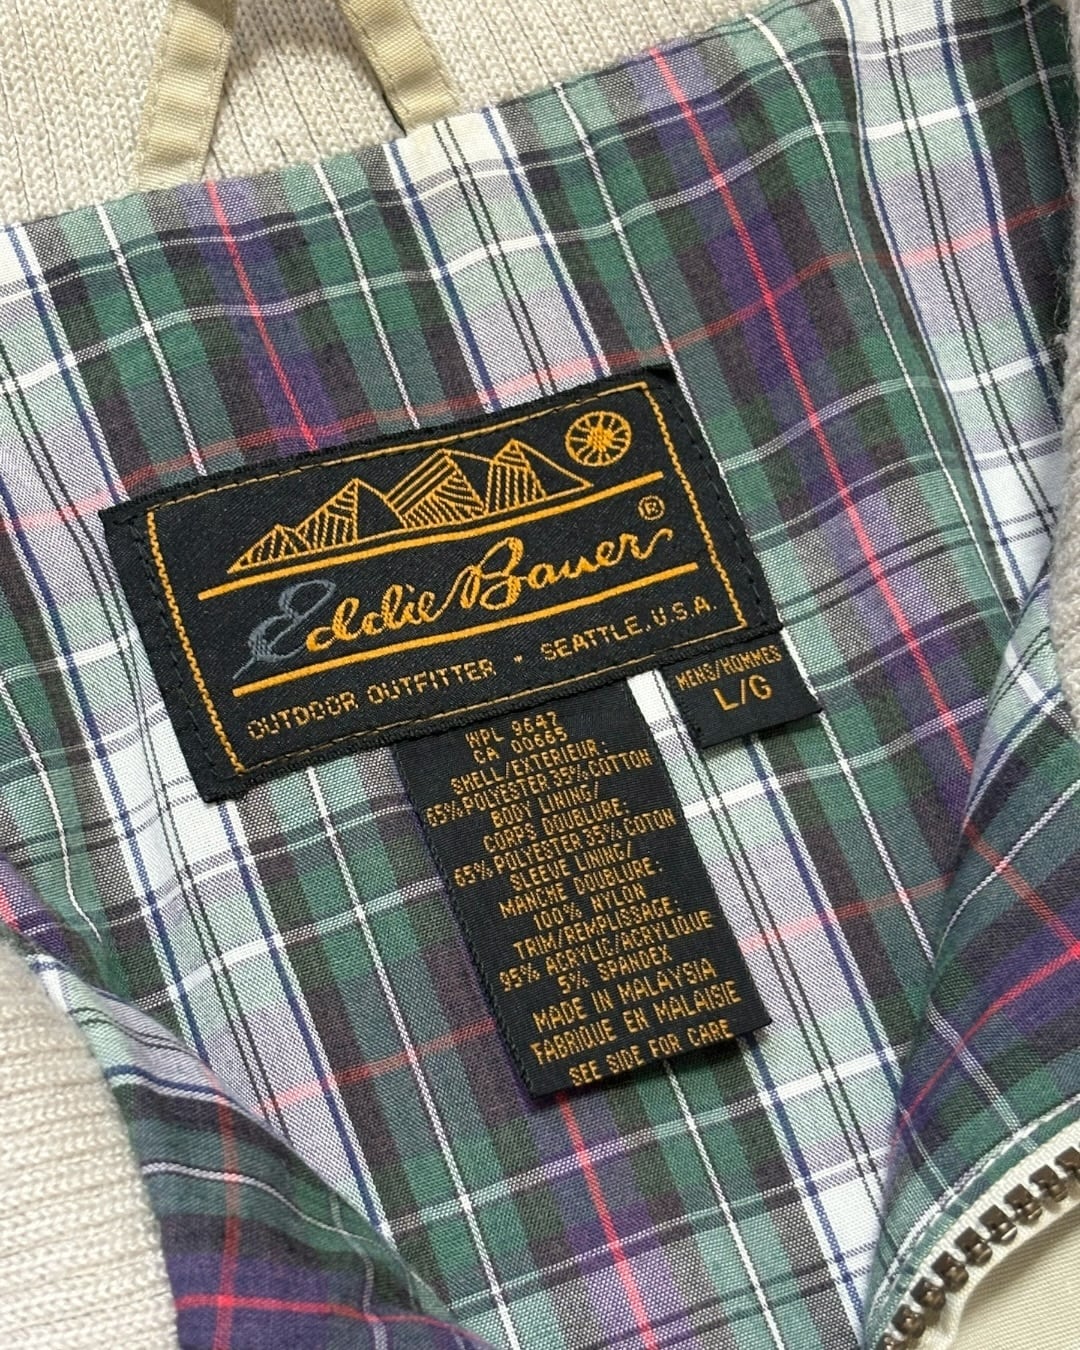 Eddie Bauer®
OUTDOOR OUTFITTER • SEATTLE, U.S.A.
MENS/HOMMES
L/G
WPL 9647
CA 00665
SHELL/EXTERIEUR:
65% POLYESTER 35% COTTON
BODY LINING/
CORPS DOUBLURE:
65% POLYESTER 35% COTON
SLEEVE LINING/
MANCHE DOUBLURE:
100% NYLON
TRIM/REMPLISSAGE:
95% ACRYLIC/ACRYLIQUE
5% SPANDEX
MADE IN MALAYSIA
FABRIQUE EN MALAISIE
SEE SIDE FOR CARE